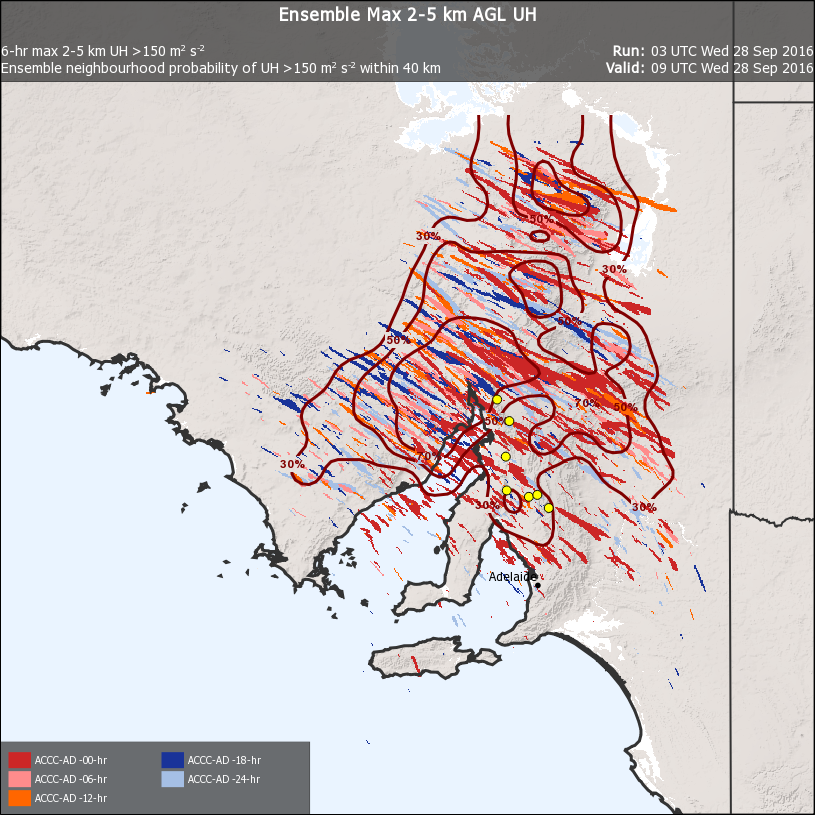 Ensemble Max 2-5 km AGL UH
6-hr max 2-5 km UH >150 m² s⁻²
Run: 03 UTC Wed 28 Sep 2016
Ensemble neighbourhood probability of UH >150 m² s⁻² within 40 km
Valid: 09 UTC Wed 28 Sep 2016
50%
30%
30%
50%
50%
70%
50%
50%
70%
30%
30%
30%
Adelaide
ACCC-AD -00-hr
ACCC-AD -18-hr
ACCC-AD -06-hr
ACCC-AD -24-hr
ACCC-AD -12-hr